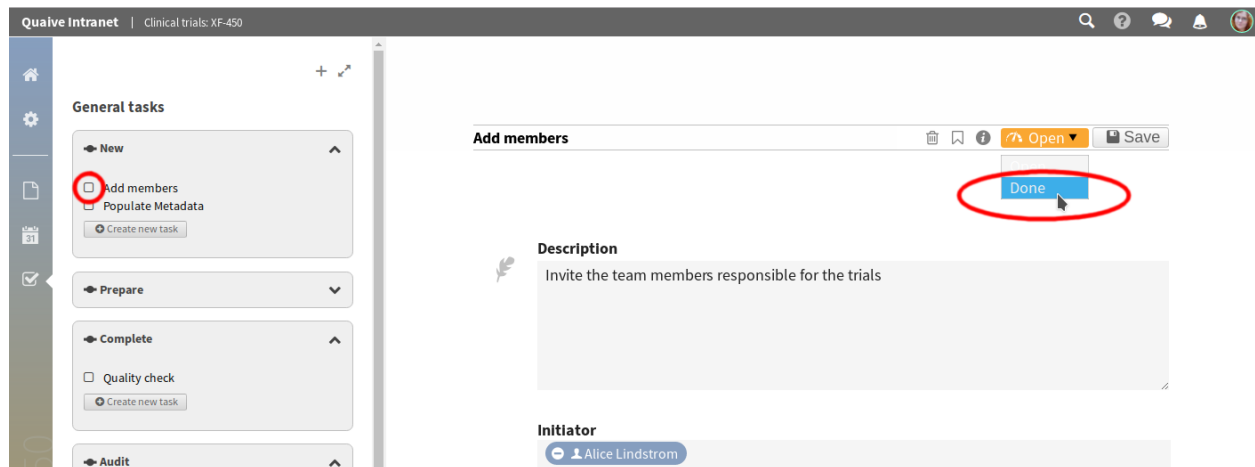 Quaive Intranet | Clinical trials: XF-450
General tasks
New
Add members
Populate Metadata
Create new task
Prepare
Complete
Quality check
Create new task
Audit
31
Add members
Open
Save
Done
Description
Invite the team members responsible for the trials
Initiator
Alice Lindstrom